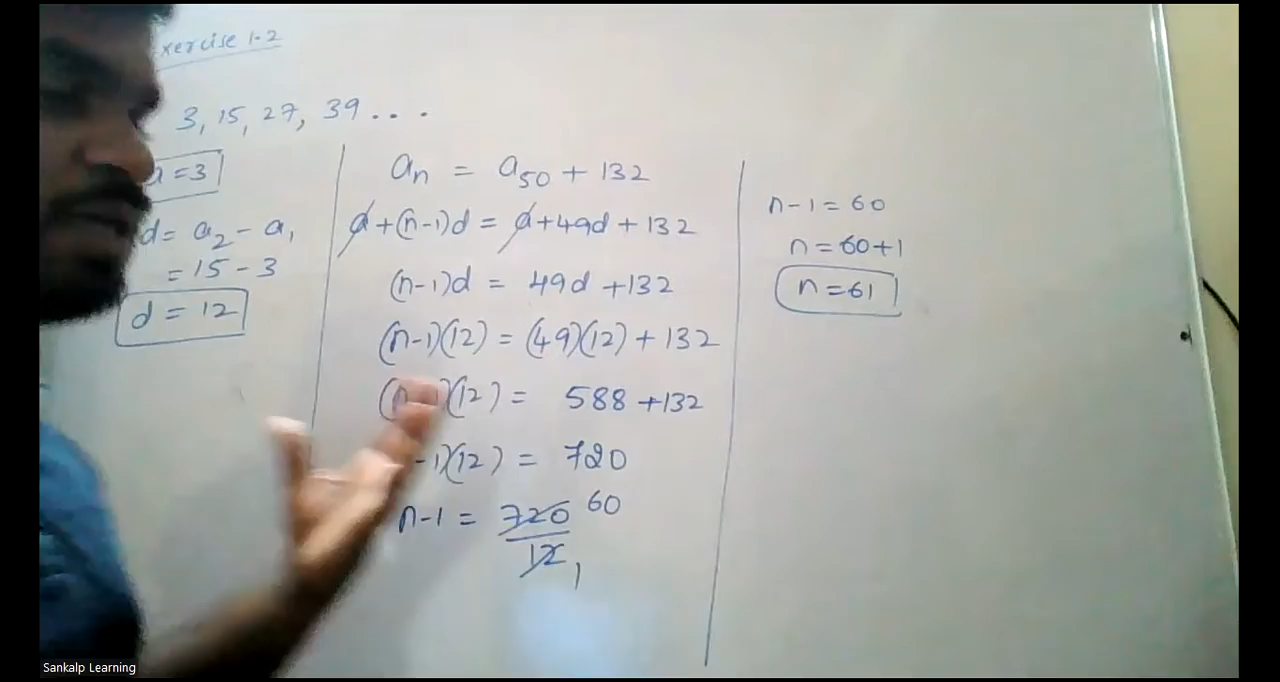 xercise 1-2
3, 15, 27, 39 ....
a = 3
d = a₂ - a₁
= 15 - 3
d = 12
aₙ = a₅₀ + 132
a + (n-1)d = a + 49d + 132
(n-1)d = 49d + 132
(n-1)(12) = (49)(12) + 132
(12) = 588 + 132
-1)(12) = 720
n-1 = 720/12 60 1
n-1 = 60
n = 60+1
n = 61
Sankalp Learning